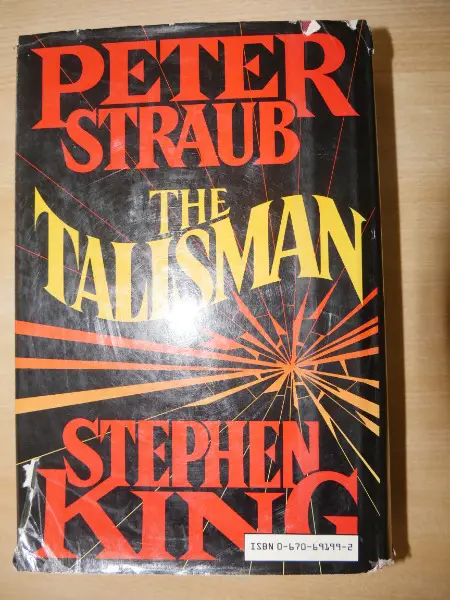 PETER
STRAUB
THE
TALISMAN
STEPHEN
KING
ISBN 0-670-69199-2